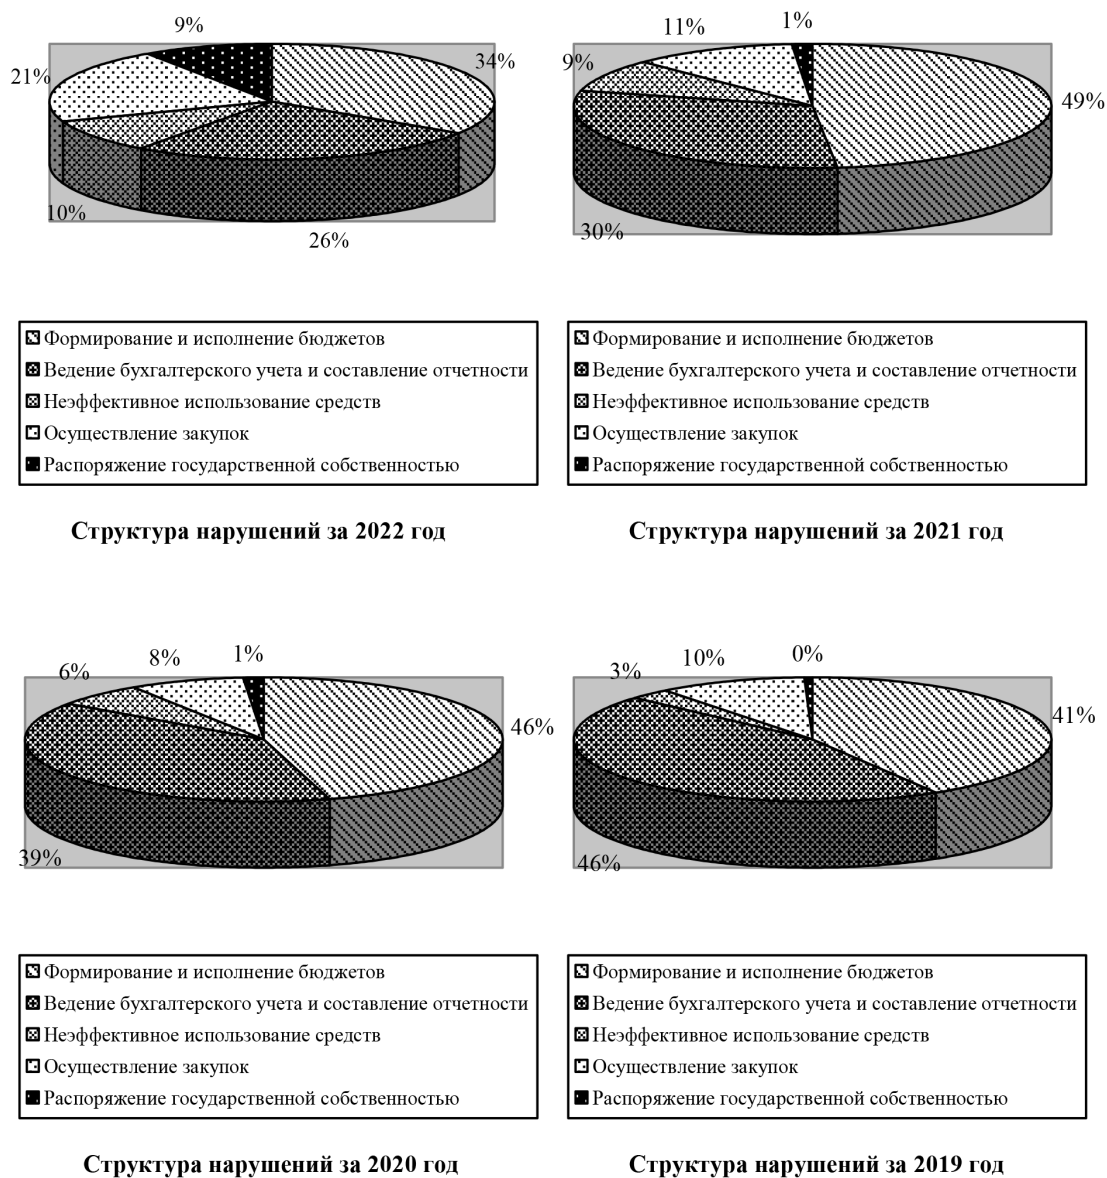 9%
34%
21%
10%
26%
Формирование и исполнение бюджетов
Ведение бухгалтерского учета и составление отчетности
Неэффективное использование средств
Осуществление закупок
Распоряжение государственной собственностью
Структура нарушений за 2022 год
1%
11%
9%
49%
30%
Формирование и исполнение бюджетов
Ведение бухгалтерского учета и составление отчетности
Неэффективное использование средств
Осуществление закупок
Распоряжение государственной собственностью
Структура нарушений за 2021 год
1%
8%
6%
46%
39%
Формирование и исполнение бюджетов
Ведение бухгалтерского учета и составление отчетности
Неэффективное использование средств
Осуществление закупок
Распоряжение государственной собственностью
Структура нарушений за 2020 год
0%
10%
3%
41%
46%
Формирование и исполнение бюджетов
Ведение бухгалтерского учета и составление отчетности
Неэффективное использование средств
Осуществление закупок
Распоряжение государственной собственностью
Структура нарушений за 2019 год